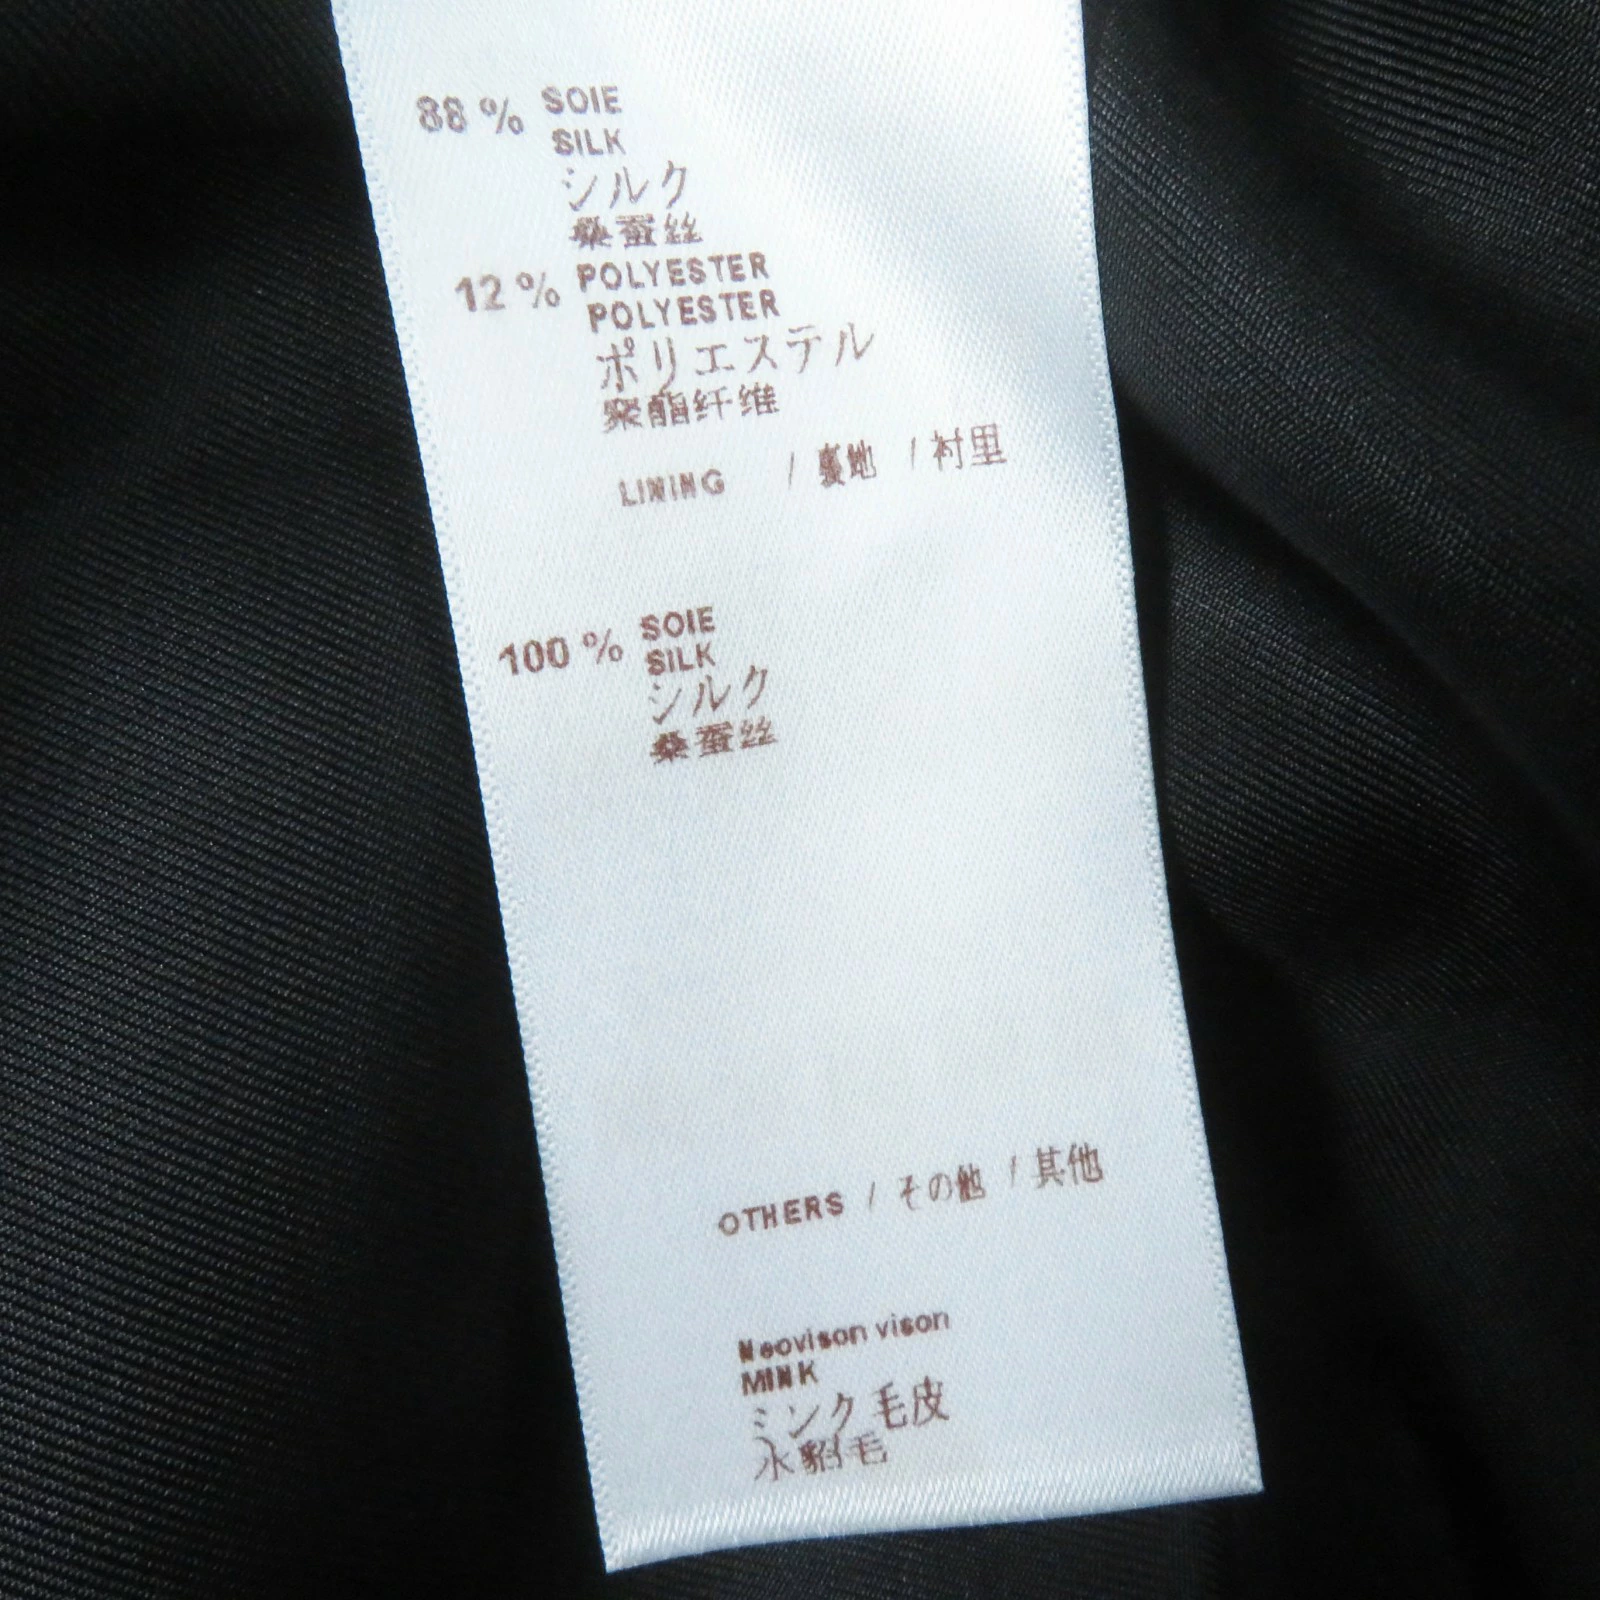 88 % SOIE
SILK
シルク
桑蚕丝
12 % POLYESTER
POLYESTER
ポリエステル
聚酯纤维
LINING / 裏地 / 衬里
100 % SOIE
SILK
シルク
桑蚕丝
OTHERS / その他 / 其他
Neovison vison
MINK
ミンク毛皮
水貂毛